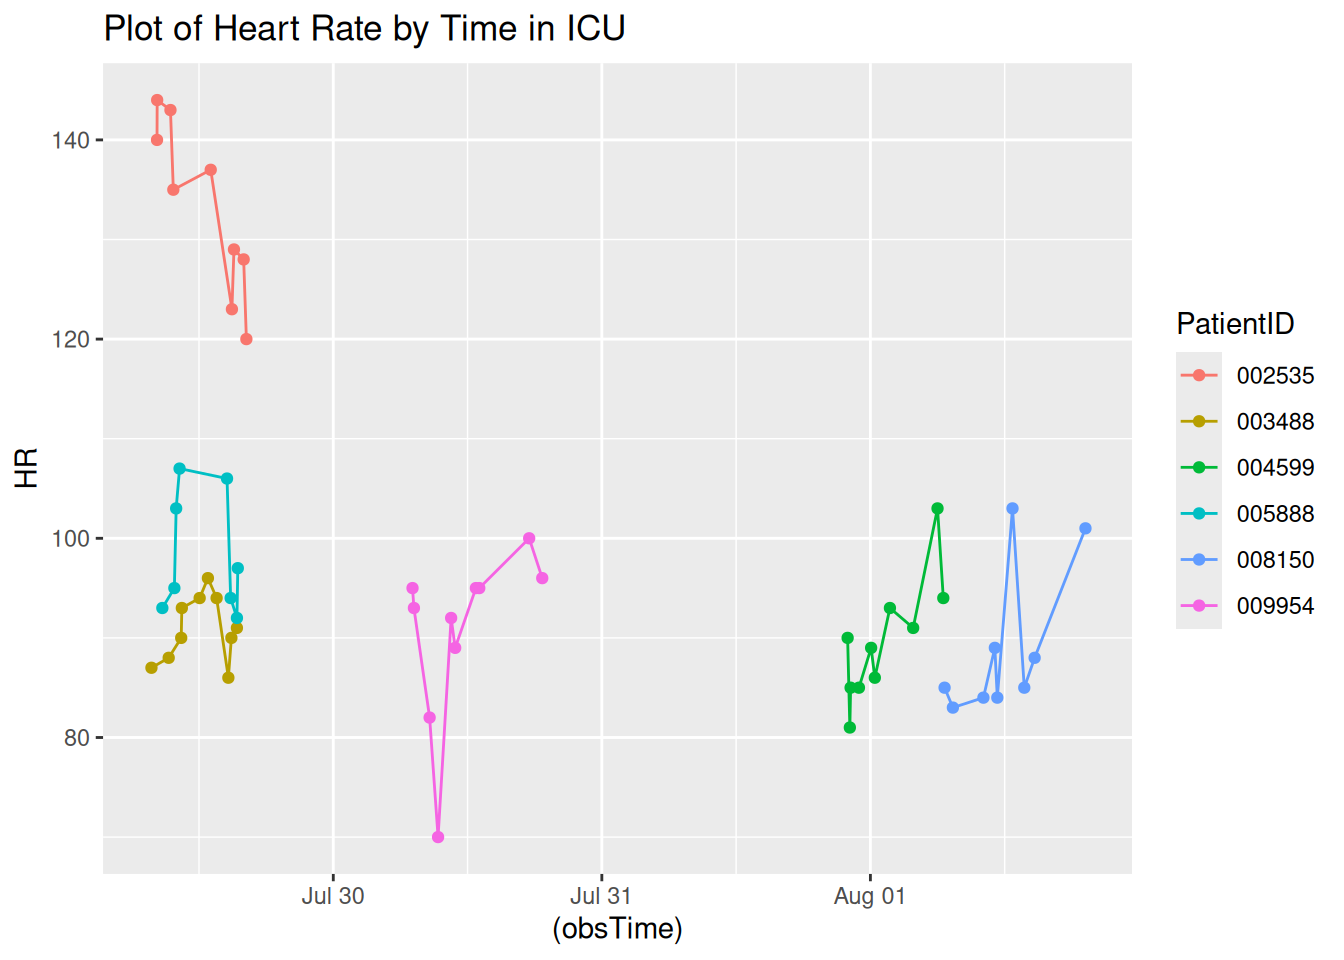 Plot of Heart Rate by Time in ICU
140
120
100
80
HR
Jul 30
Jul 31
Aug 01
(obsTime)
PatientID
002535
003488
004599
005888
008150
009954